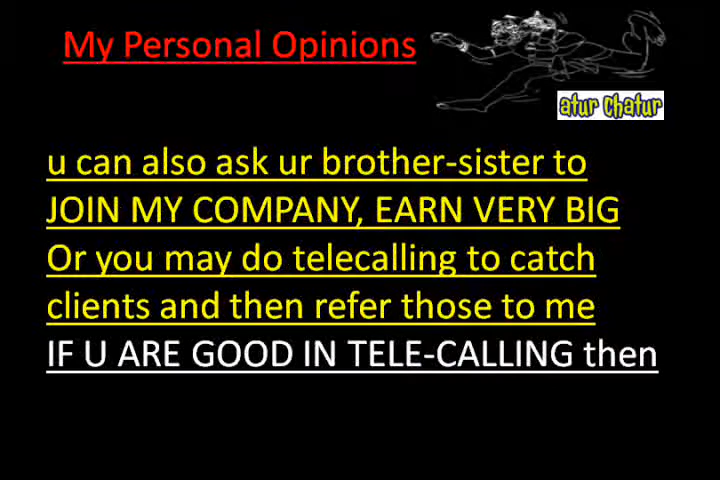 My Personal Opinions
atur chatur
u can also ask ur brother-sister to
JOIN MY COMPANY, EARN VERY BIG
Or you may do telecalling to catch
clients and then refer those to me
IF U ARE GOOD IN TELE-CALLING then